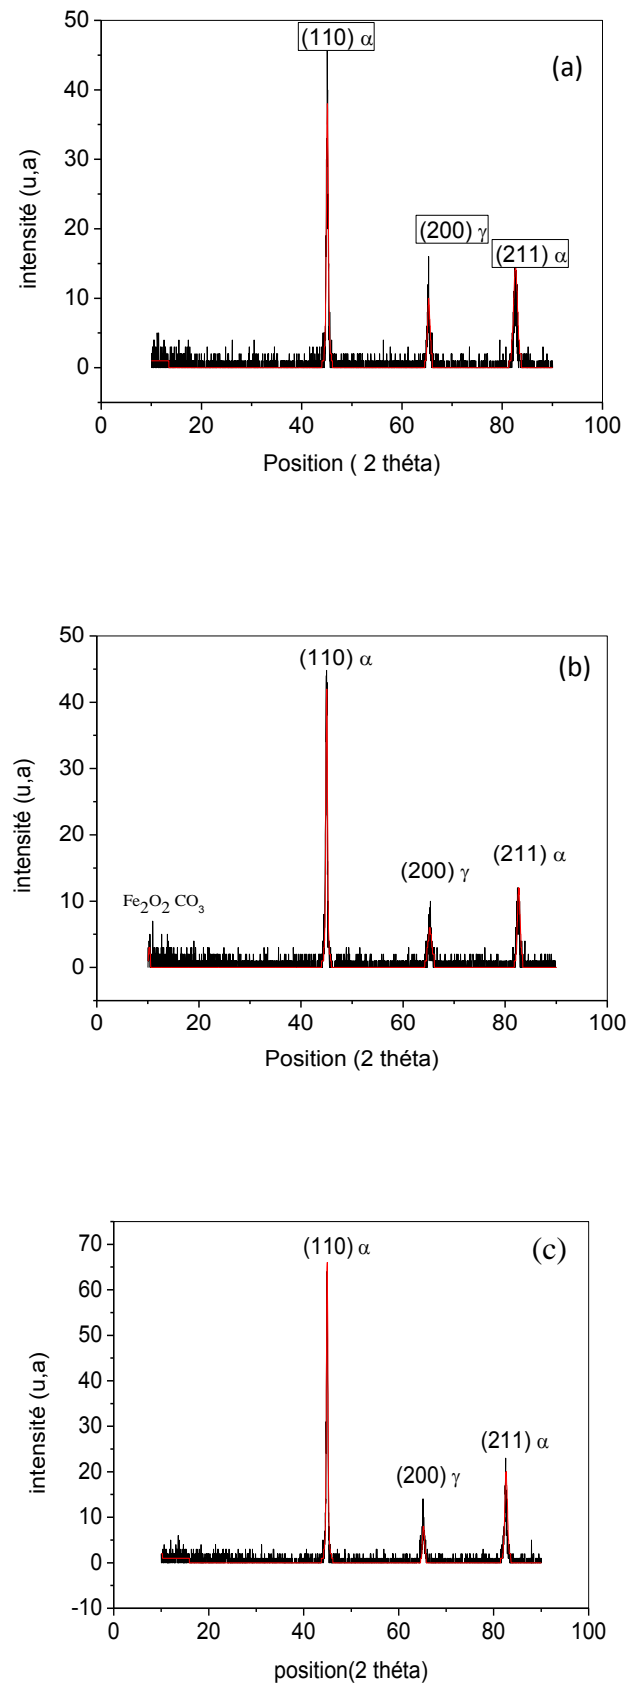 50
(110) α
(a)
40
30
(200) γ
20
(211) α
10
0
intensité (u,a)
0 20 40 60 80 100
Position ( 2 théta)
50
(110) α
(b)
40
30
20
(211) α
(200) γ
Fe₂O₂ CO₃
10
0
intensité (u,a)
0 20 40 60 80 100
Position (2 théta)
70
(110) α
(c)
60
50
40
30
(211) α
20
(200) γ
10
0
-10
intensité (u,a)
0 20 40 60 80 100
position(2 théta)